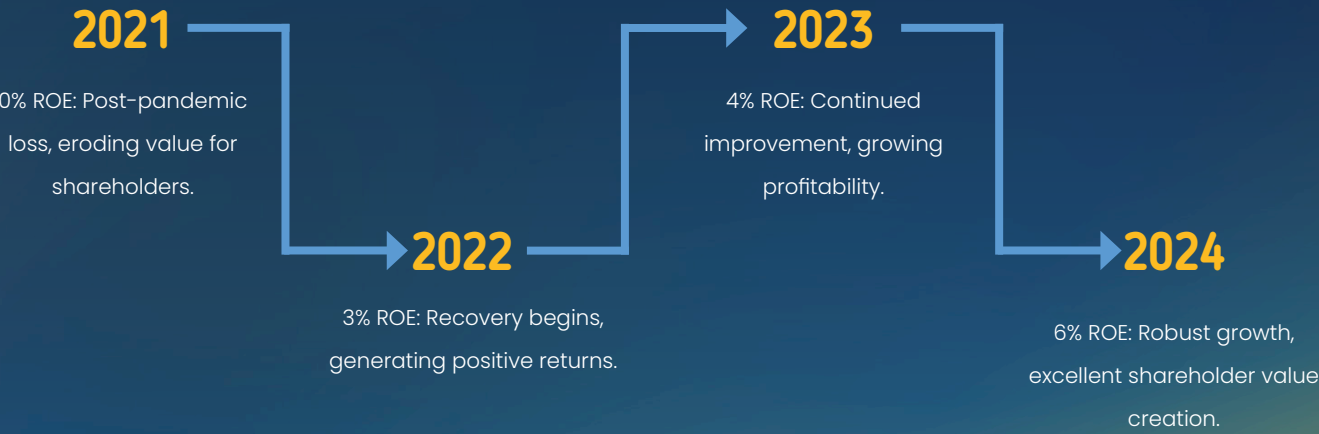 2021
0% ROE: Post-pandemic
loss, eroding value for
shareholders.
2022
3% ROE: Recovery begins,
generating positive returns.
2023
4% ROE: Continued
improvement, growing
profitability.
2024
6% ROE: Robust growth,
excellent shareholder value
creation.